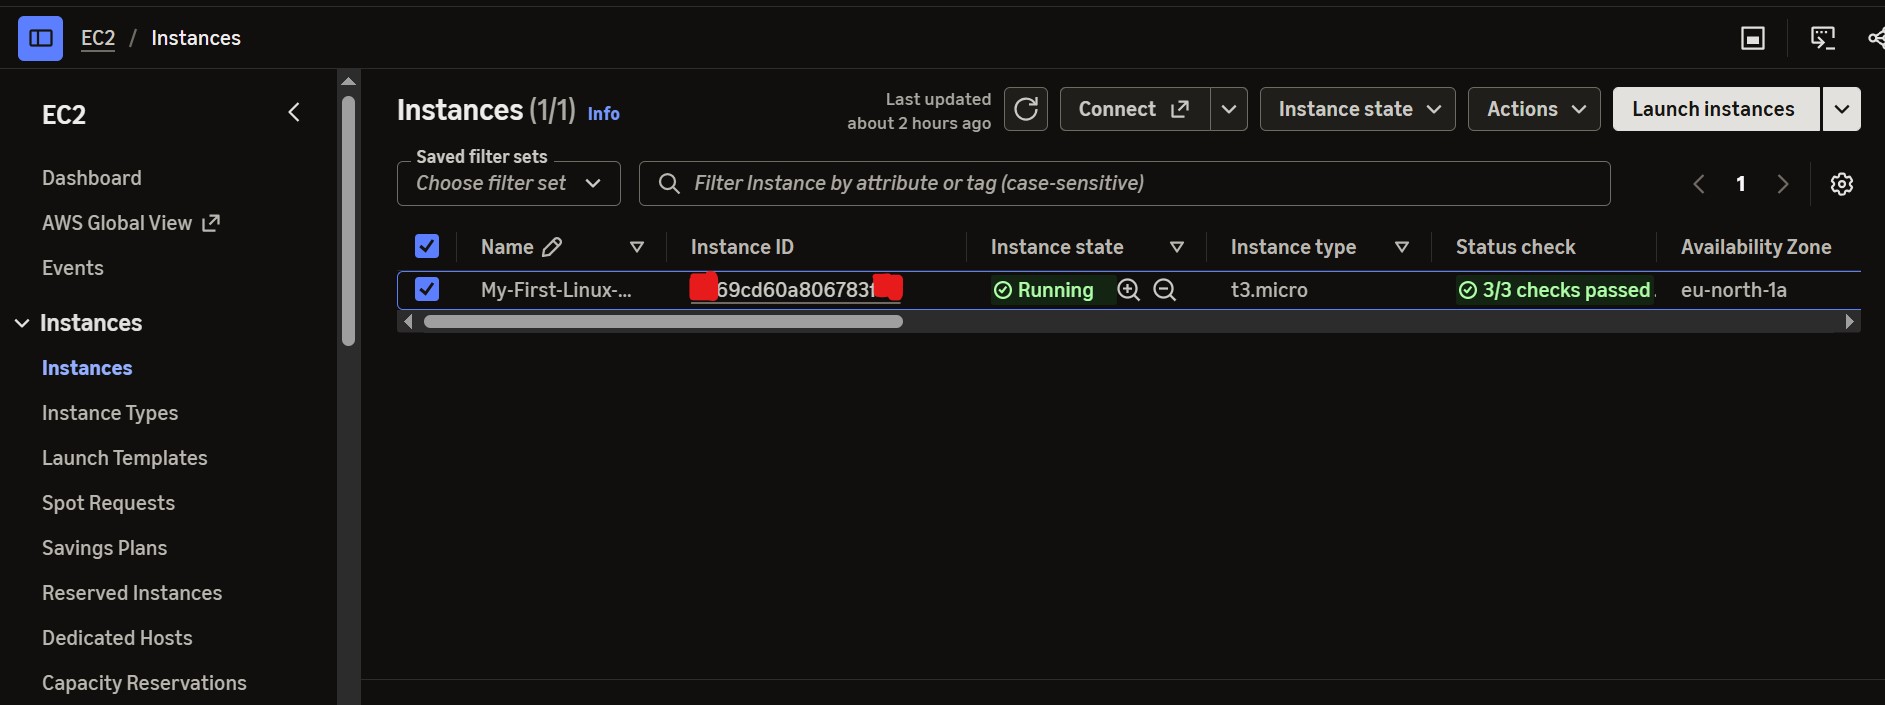 EC2 / Instances
EC2
Dashboard
AWS Global View
Events
Instances
Instances
Instance Types
Launch Templates
Spot Requests
Savings Plans
Reserved Instances
Dedicated Hosts
Capacity Reservations
Instances (1/1) Info
Last updated
about 2 hours ago
Connect
Instance state
Actions
Launch instances
Saved filter sets
Choose filter set
Filter Instance by attribute or tag (case-sensitive)
1
Name Instance ID Instance state Instance type Status check Availability Zone
My-First-Linux-... 69cd60a806783f Running t3.micro 3/3 checks passed eu-north-1a